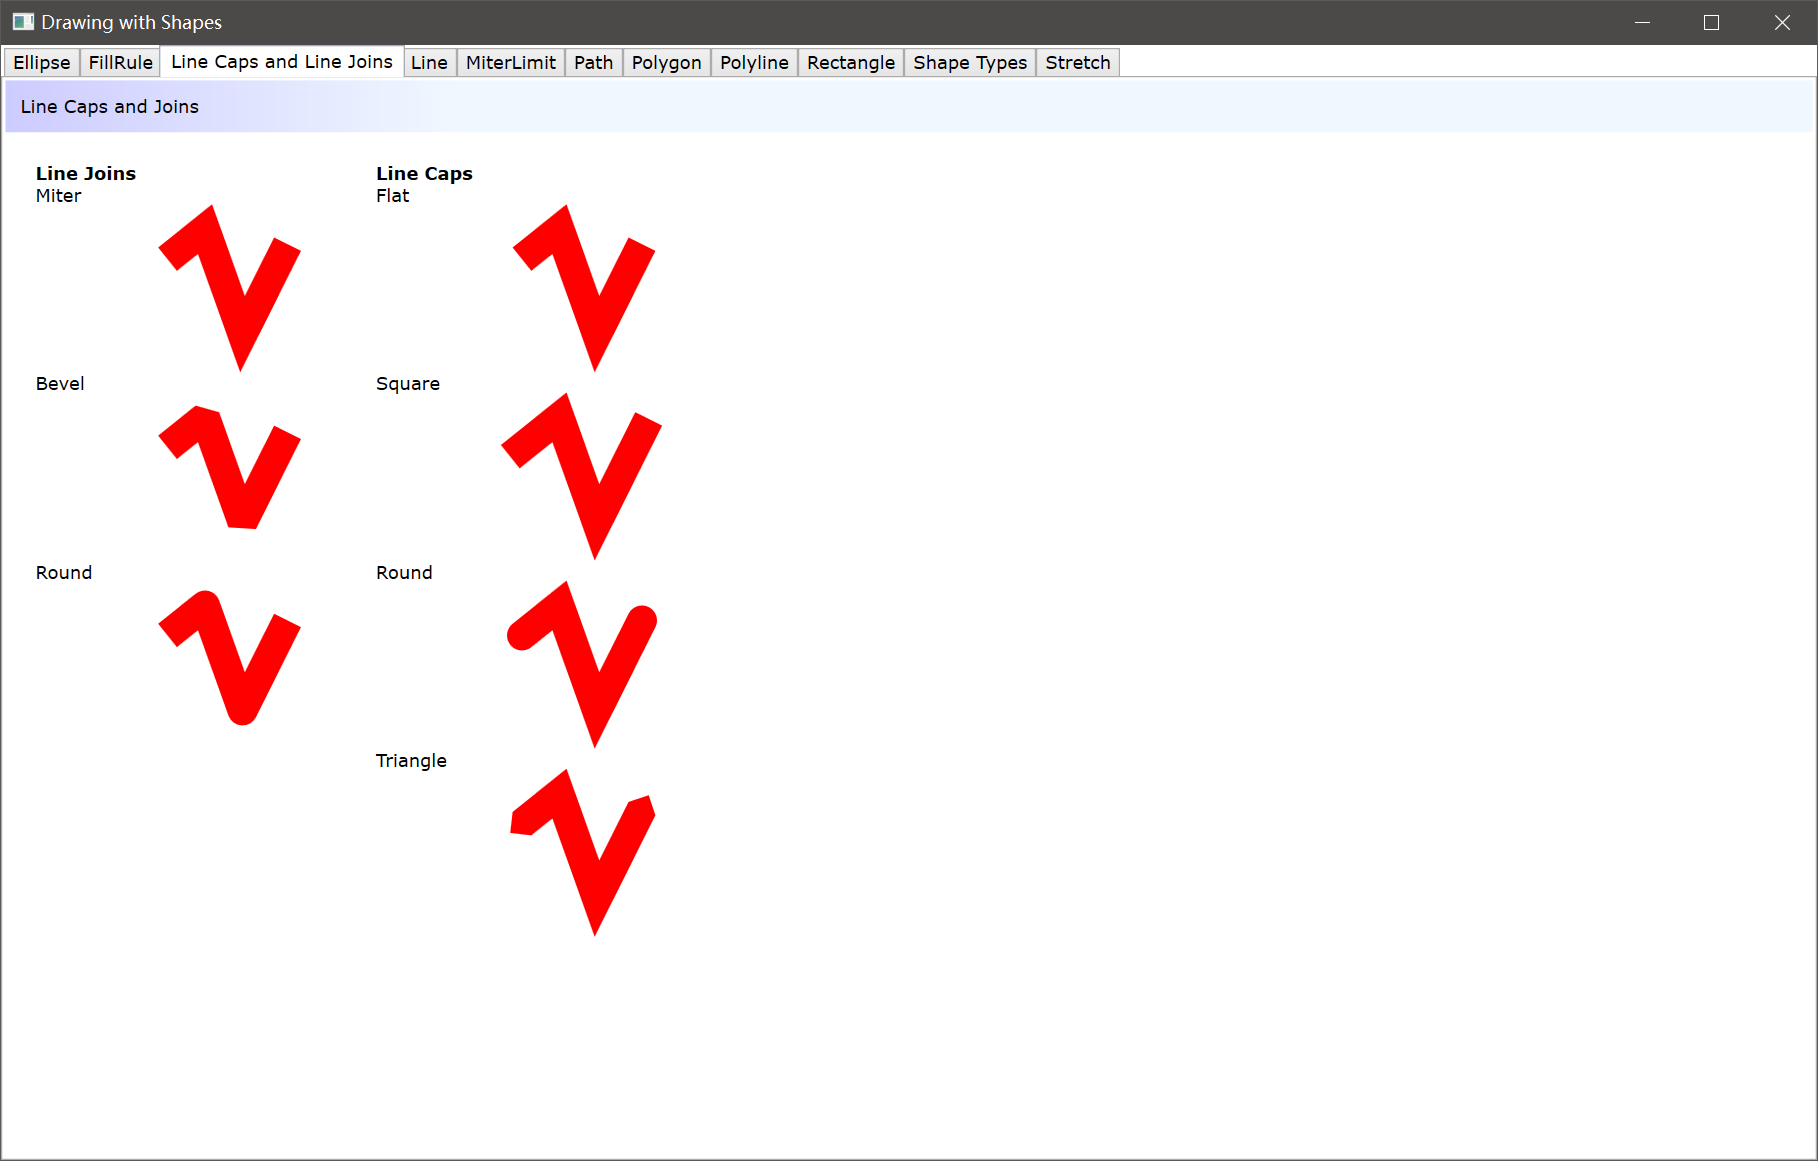 Drawing with Shapes
Ellipse FillRule Line Caps and Line Joins Line MiterLimit Path Polygon Polyline Rectangle Shape Types Stretch
Line Caps and Joins
Line Joins
Miter
Bevel
Round
Line Caps
Flat
Square
Round
Triangle